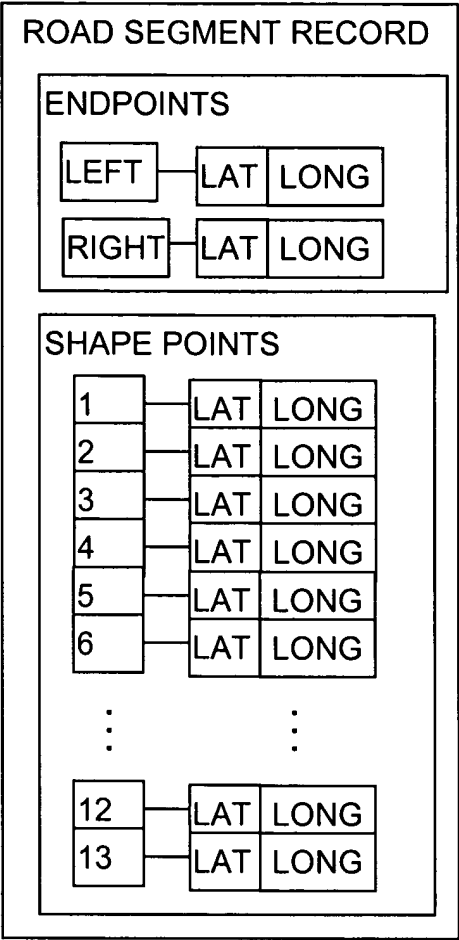 ROAD SEGMENT RECORD
ENDPOINTS
LEFT LAT LONG
RIGHT LAT LONG
SHAPE POINTS
1 LAT LONG
2 LAT LONG
3 LAT LONG
4 LAT LONG
5 LAT LONG
6 LAT LONG
12 LAT LONG
13 LAT LONG